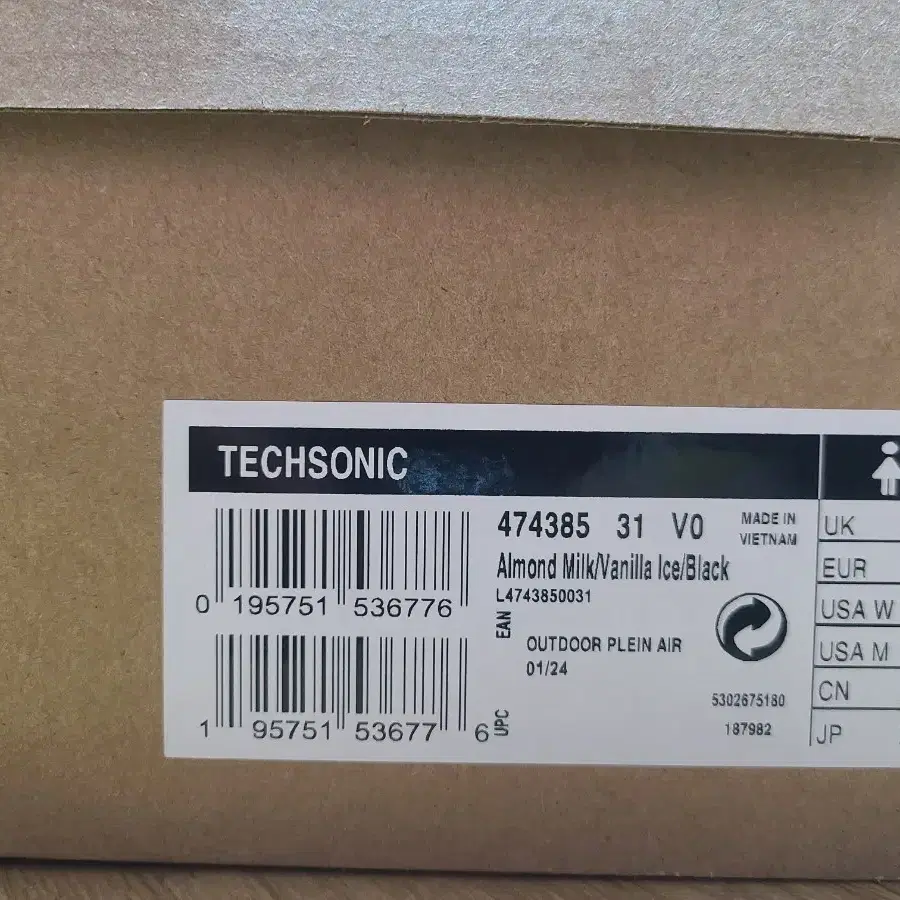 TECHSONIC
474385 31 V0
MADE IN
VIETNAM
Almond Milk/Vanilla Ice/Black
L4743850031
0 195751 536776
EAN
OUTDOOR PLEIN AIR
01/24
1 95751 53677 6
UPC
5302675180
187982
UK
EUR
USA W
USA M
CN
JP